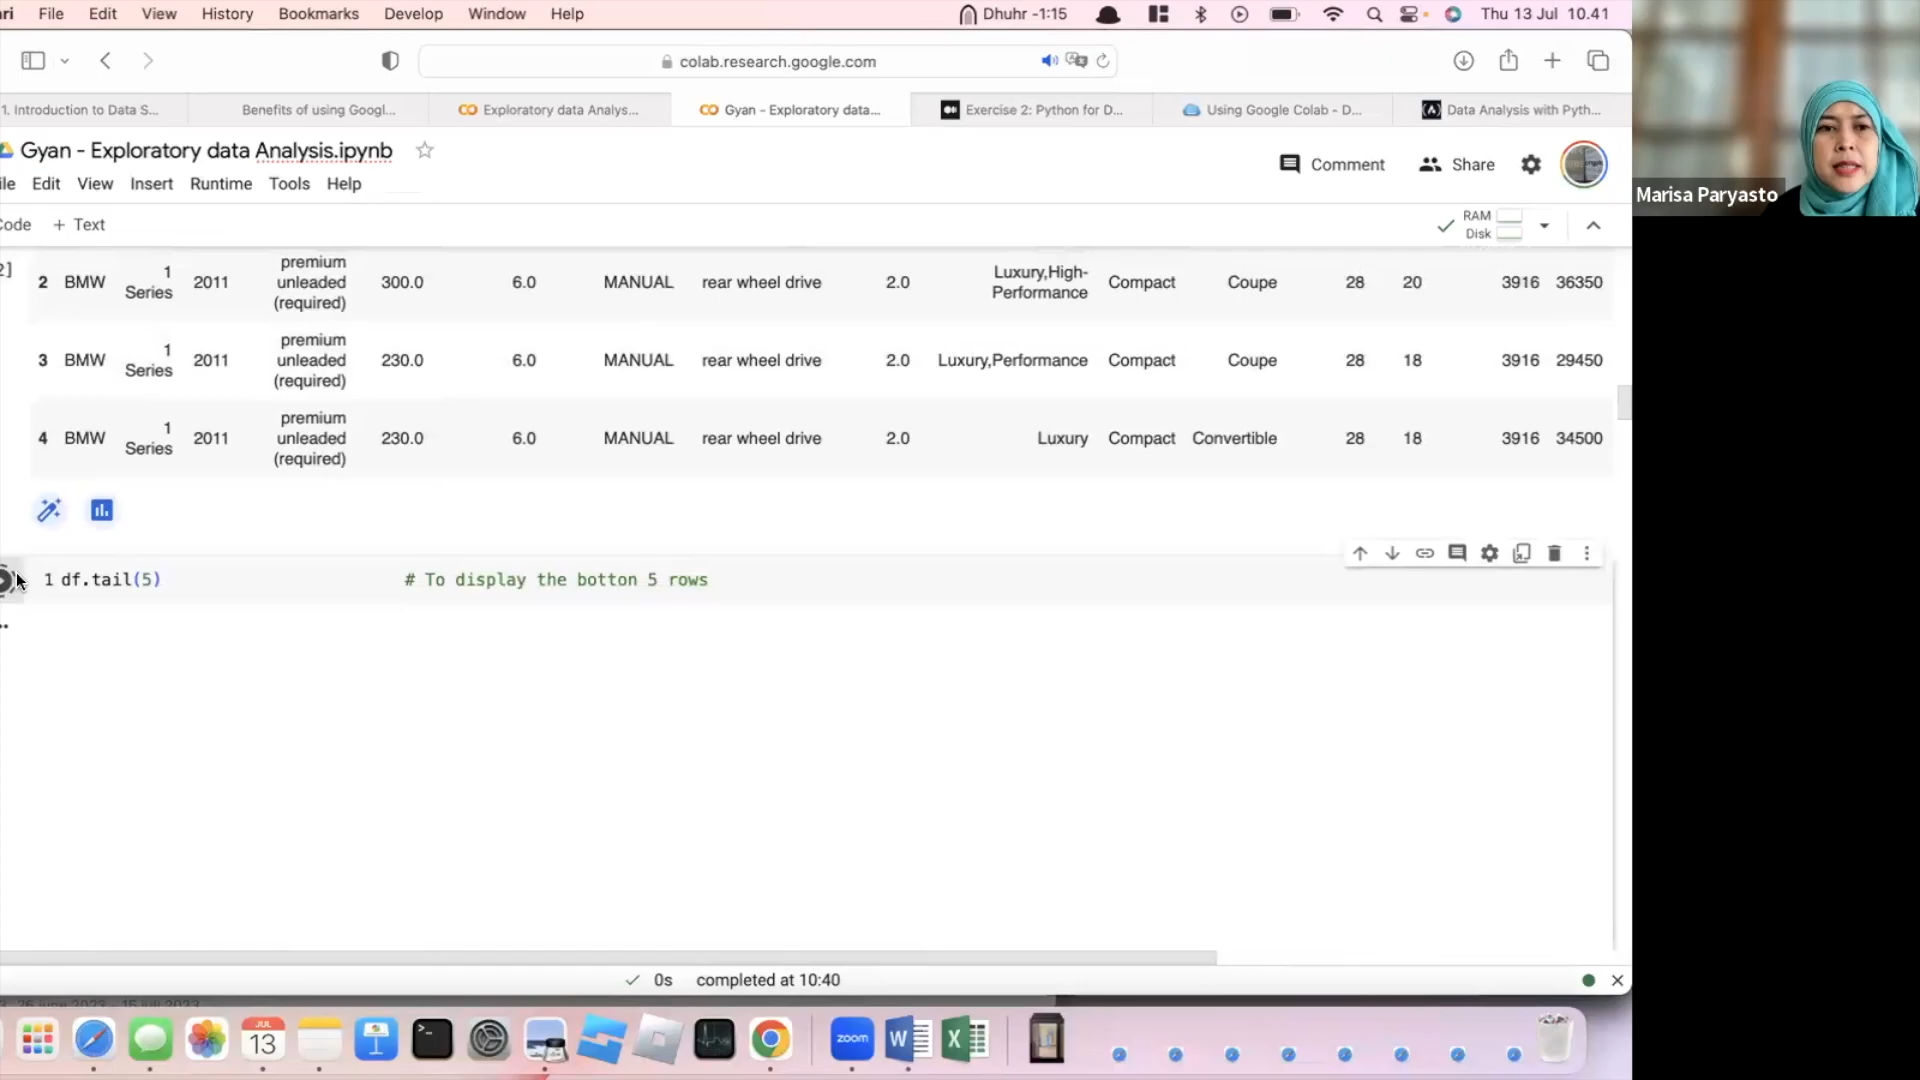 ri File Edit View History Bookmarks Develop Window Help Dhuhr -1:15 Thu 13 Jul 10.41
colab.research.google.com
1. Introduction to Data S... Benefits of using Googl... Exploratory data Analys... Gyan - Exploratory data... Exercise 2: Python for D... Using Google Colab - D... Data Analysis with Pyth...
Gyan - Exploratory data Analysis.ipynb
Comment Share
ile Edit View Insert Runtime Tools Help
Marisa Paryasto
Code + Text
RAM
Disk
2]
2 BMW 1 Series 2011 premium unleaded (required) 300.0 6.0 MANUAL rear wheel drive 2.0 Luxury,High-Performance Compact Coupe 28 20 3916 36350
3 BMW 1 Series 2011 premium unleaded (required) 230.0 6.0 MANUAL rear wheel drive 2.0 Luxury,Performance Compact Coupe 28 18 3916 29450
4 BMW 1 Series 2011 premium unleaded (required) 230.0 6.0 MANUAL rear wheel drive 2.0 Luxury Compact Convertible 28 18 3916 34500
1 df.tail(5) # To display the botton 5 rows
0s completed at 10:40
JUL
13
zoom
W
X